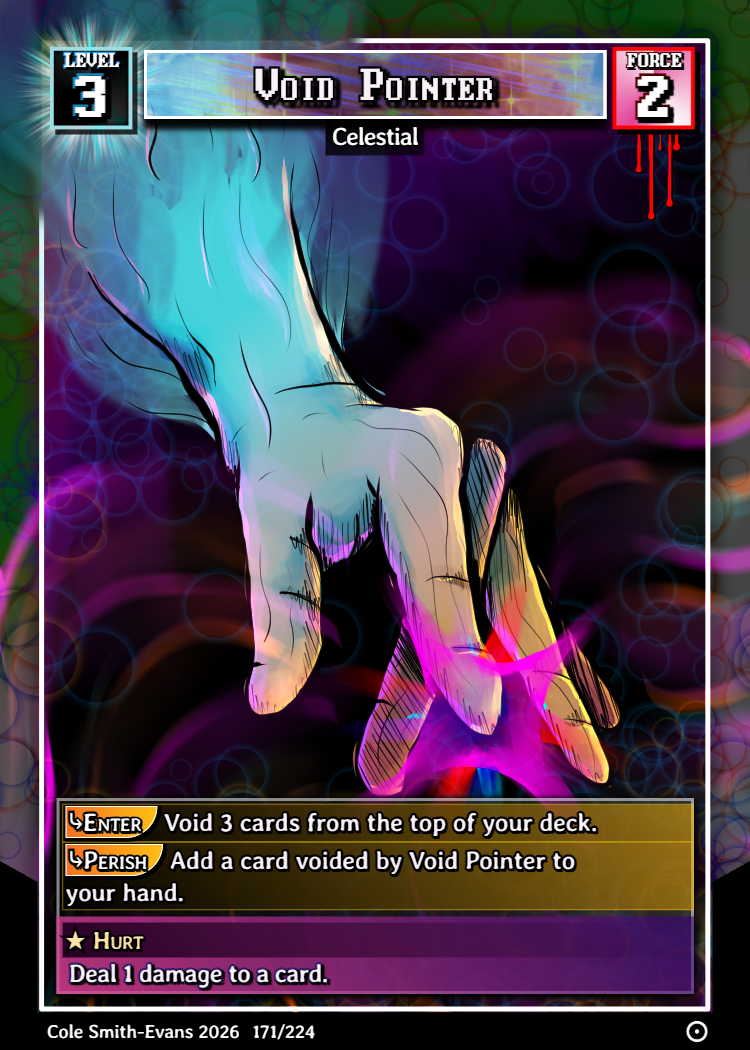 LEVEL
3
Void Pointer
FORCE
2
Celestial
↳Enter Void 3 cards from the top of your deck.
↳Perish Add a card voided by Void Pointer to
your hand.
★ Hurt
Deal 1 damage to a card.
Cole Smith-Evans 2026 171/224